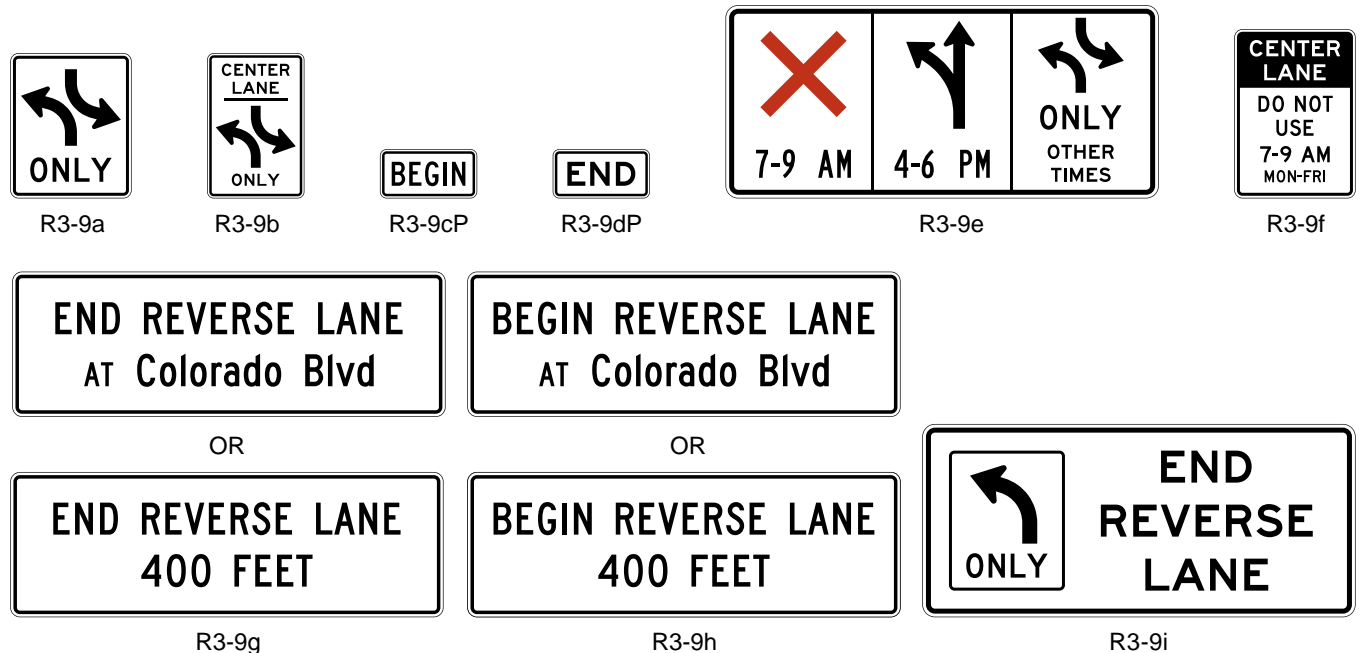 ONLY
R3-9a
CENTER
LANE
ONLY
R3-9b
BEGIN
R3-9cP
END
R3-9dP
7-9 AM
4-6 PM
ONLY
OTHER
TIMES
R3-9e
CENTER
LANE
DO NOT
USE
7-9 AM
MON-FRI
R3-9f
END REVERSE LANE
AT Colorado Blvd
OR
END REVERSE LANE
400 FEET
R3-9g
BEGIN REVERSE LANE
AT Colorado Blvd
OR
BEGIN REVERSE LANE
400 FEET
R3-9h
ONLY
END
REVERSE
LANE
R3-9i